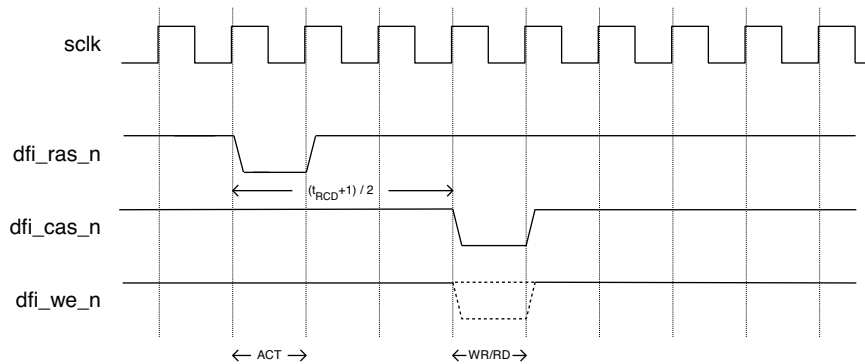 sclk
dfi_ras_n
(tRCD+1) / 2
dfi_cas_n
dfi_we_n
ACT WR/RD